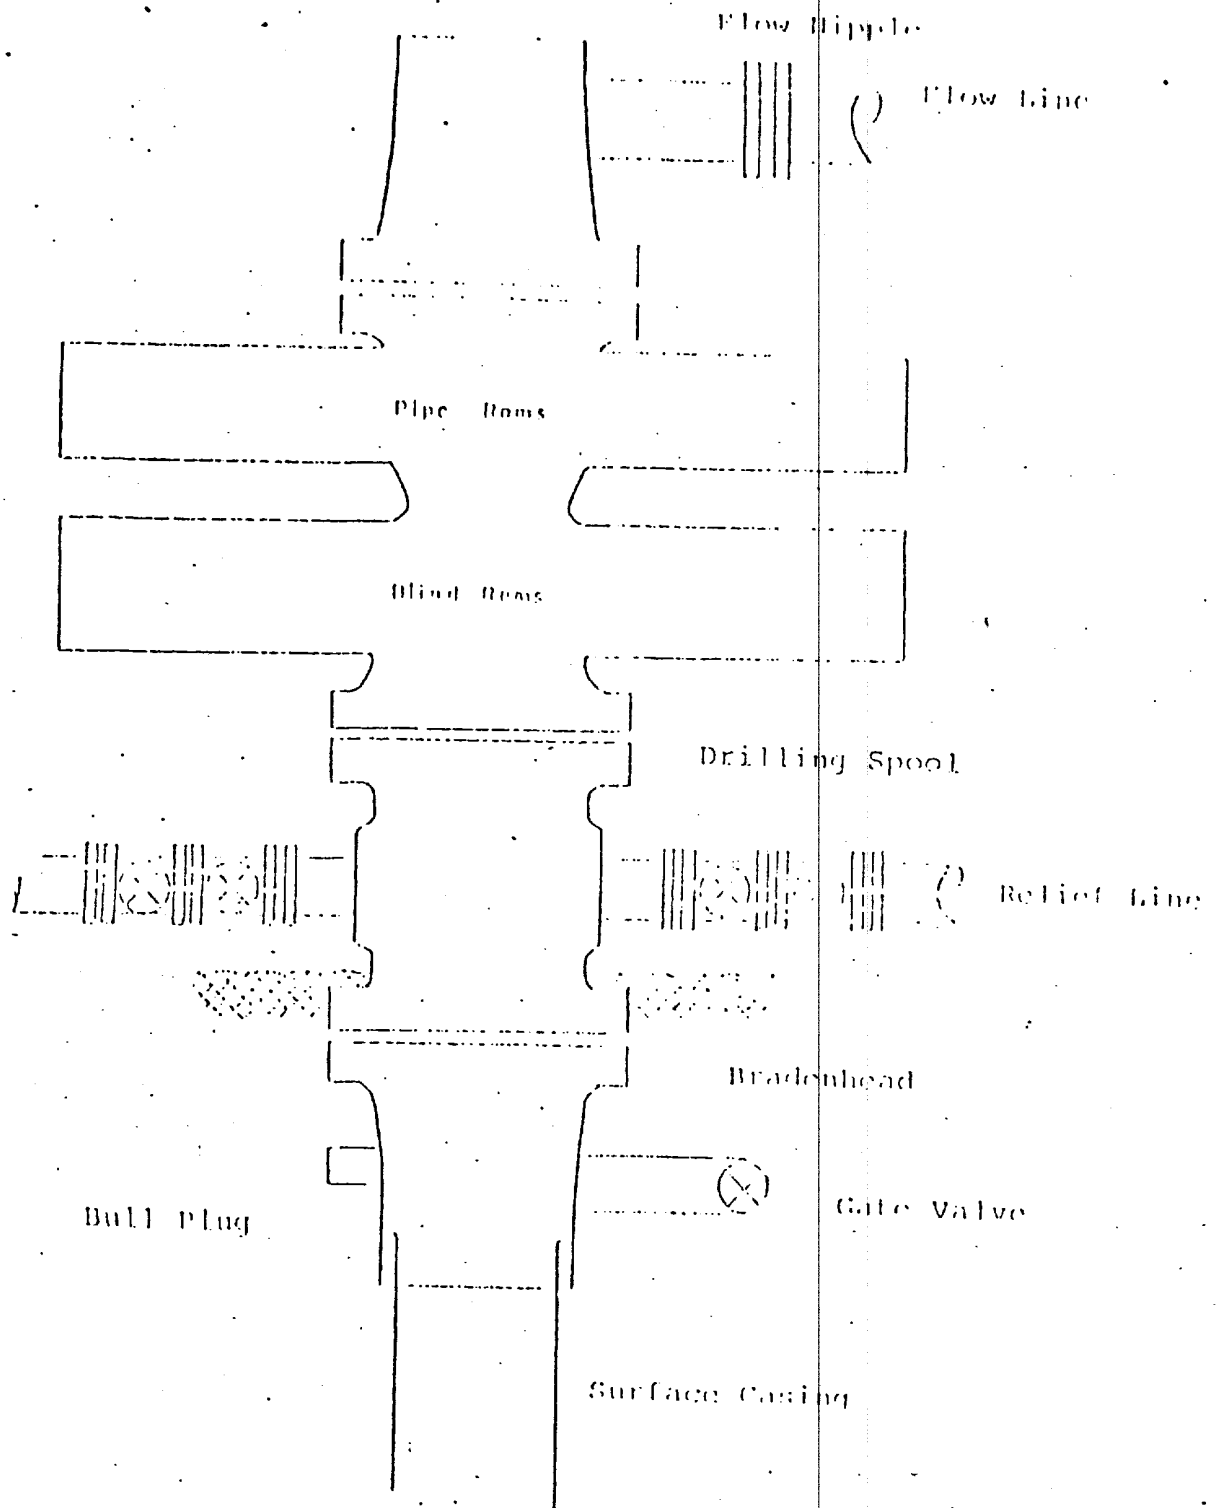 Flow Nipple
Flow Line
Pipe Rams
Blind Rams
Drilling Spool
Relief Line
Bradenhead
Bull Plug
Gate Valve
Surface Casing